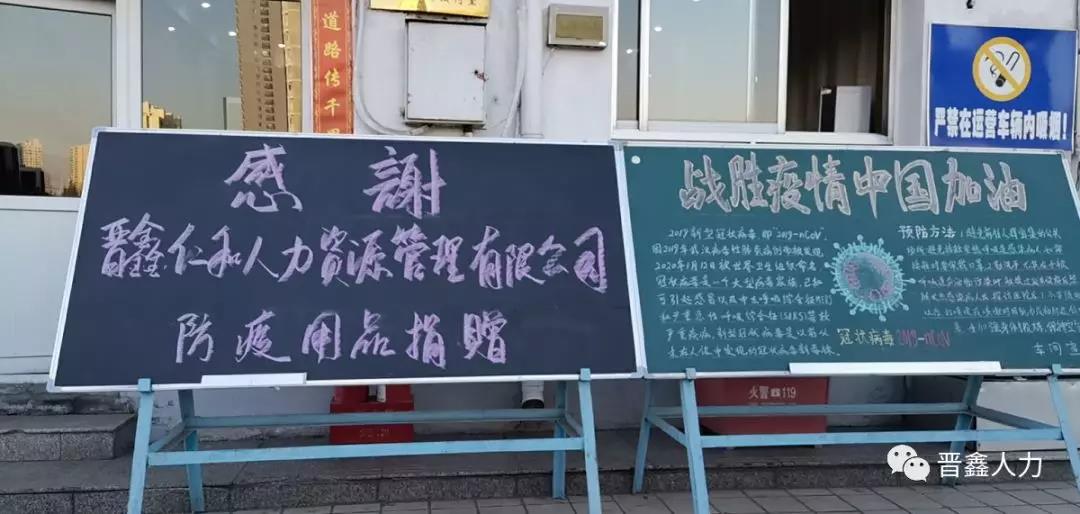 道路传千里
严禁在运营车辆内吸烟!
感謝
晋鑫仁和人力资源管理有限公司
防疫用品捐赠
战胜疫情中国加油
2019新型冠状病毒即"2019-nCoV"
因2019年武汉病毒性肺炎病例而被发现
2020年1月12日被世界卫生组织命名
冠状病毒是一个大型病毒家族,已知
可引起感冒以及中东呼吸综合征(MERS)
和严重急性呼吸综合征(SARS)等较
严重疾病,新型冠状病毒是以前从
未在人体中发现的冠状病毒新毒株
预防方法
冠状病毒 2019-nCoV
车间宣
火警 119
晋鑫人力